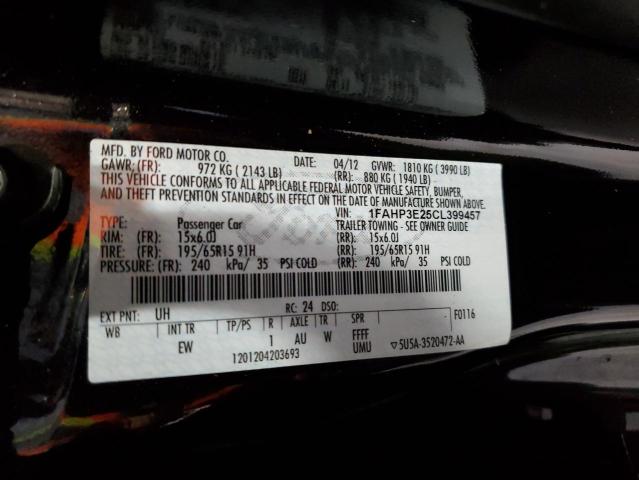 MFD. BY FORD MOTOR CO.
DATE: 04/12 GVWR: 1810 KG ( 3990 LB)
GAWR: (FR): 972 KG ( 2143 LB) (RR): 880 KG ( 1940 LB)
THIS VEHICLE CONFORMS TO ALL APPLICABLE FEDERAL MOTOR VEHICLE SAFETY, BUMPER,
AND THEFT PREVENTION STANDARDS IN EFFECT ON THE DATE OF MANUFACTURE SHOWN ABOVE.
VIN: 1FAHP3E25CL399457
Passenger Car TRAILER TOWING - SEE OWNER GUIDE
RIM: (FR): 15x6.0J (RR): 15x6.0J
TIRE: (FR): 195/65R15 91H (RR): 195/65R15 91H
PRESSURE: (FR): 240 kPa/ 35 PSI COLD (RR): 240 kPa/ 35 PSI COLD
EXT PNT: UH RC: 24 DSO:
WB INT TR TP/PS R AXLE TR SPR - F0116
EW 1 AU W FFFF
UMU
1201204203693 ▽5U5A-3520472-AA